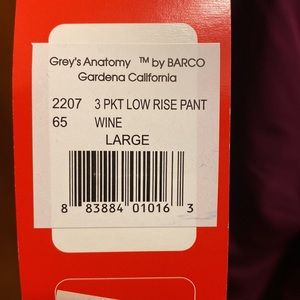 Grey's Anatomy ™ by BARCO
Gardena California
2207 3 PKT LOW RISE PANT
65 WINE
LARGE
8 83884 01016 3